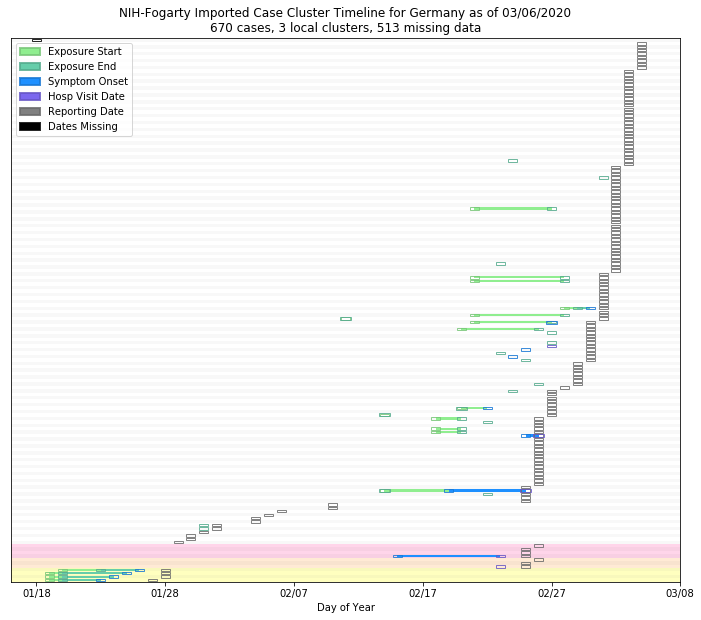 NIH-Fogarty Imported Case Cluster Timeline for Germany as of 03/06/2020
670 cases, 3 local clusters, 513 missing data
Exposure Start
Exposure End
Symptom Onset
Hosp Visit Date
Reporting Date
Dates Missing
01/18 01/28 02/07 02/17 02/27 03/08
Day of Year